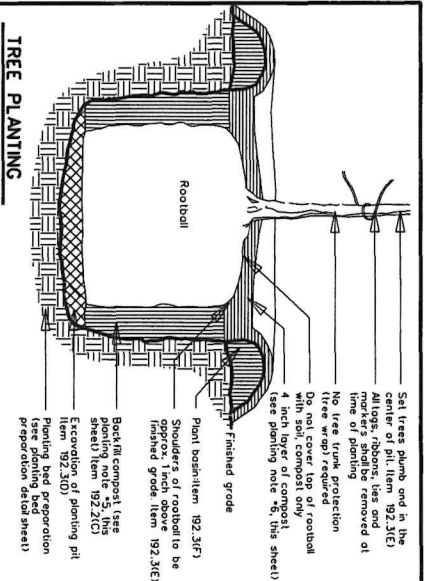 Set trees plumb and in the
center of pit. Item 192.3(E)
All tags, ribbons, ties and
markers shall be removed at
time of planting
No tree trunk protection
(tree wrap) required
Do not cover top of rootball
with soil, compost only
4 inch layer of compost
(see planting note #6, this sheet)
Finished grade
Plant basin:Item 192.3(F)
Shoulders of rootball to be
approx. 1 inch above
finished grade. Item 192.3(E)
Backfill compost (see
planting note #5, this
sheet) Item 192.2(C)
Excavation of planting pit
Item 192.3(D)
Planting bed preparation
(see planting bed
preparation detail sheet)
Rootball
TREE PLANTING